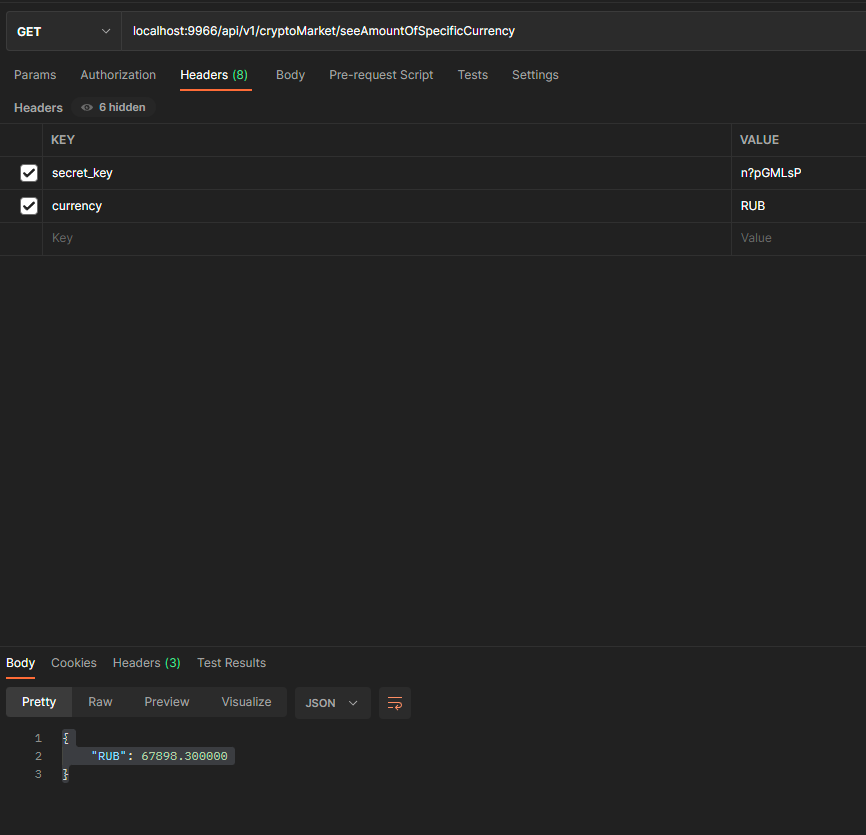 GET localhost:9966/api/v1/cryptoMarket/seeAmountOfSpecificCurrency
Params Authorization Headers (8) Body Pre-request Script Tests Settings
Headers 6 hidden
KEY VALUE
secret_key n?pGMLsP
currency RUB
Key Value
Body Cookies Headers (3) Test Results
Pretty Raw Preview Visualize JSON
1 {
2 "RUB": 67898.300000
3 }